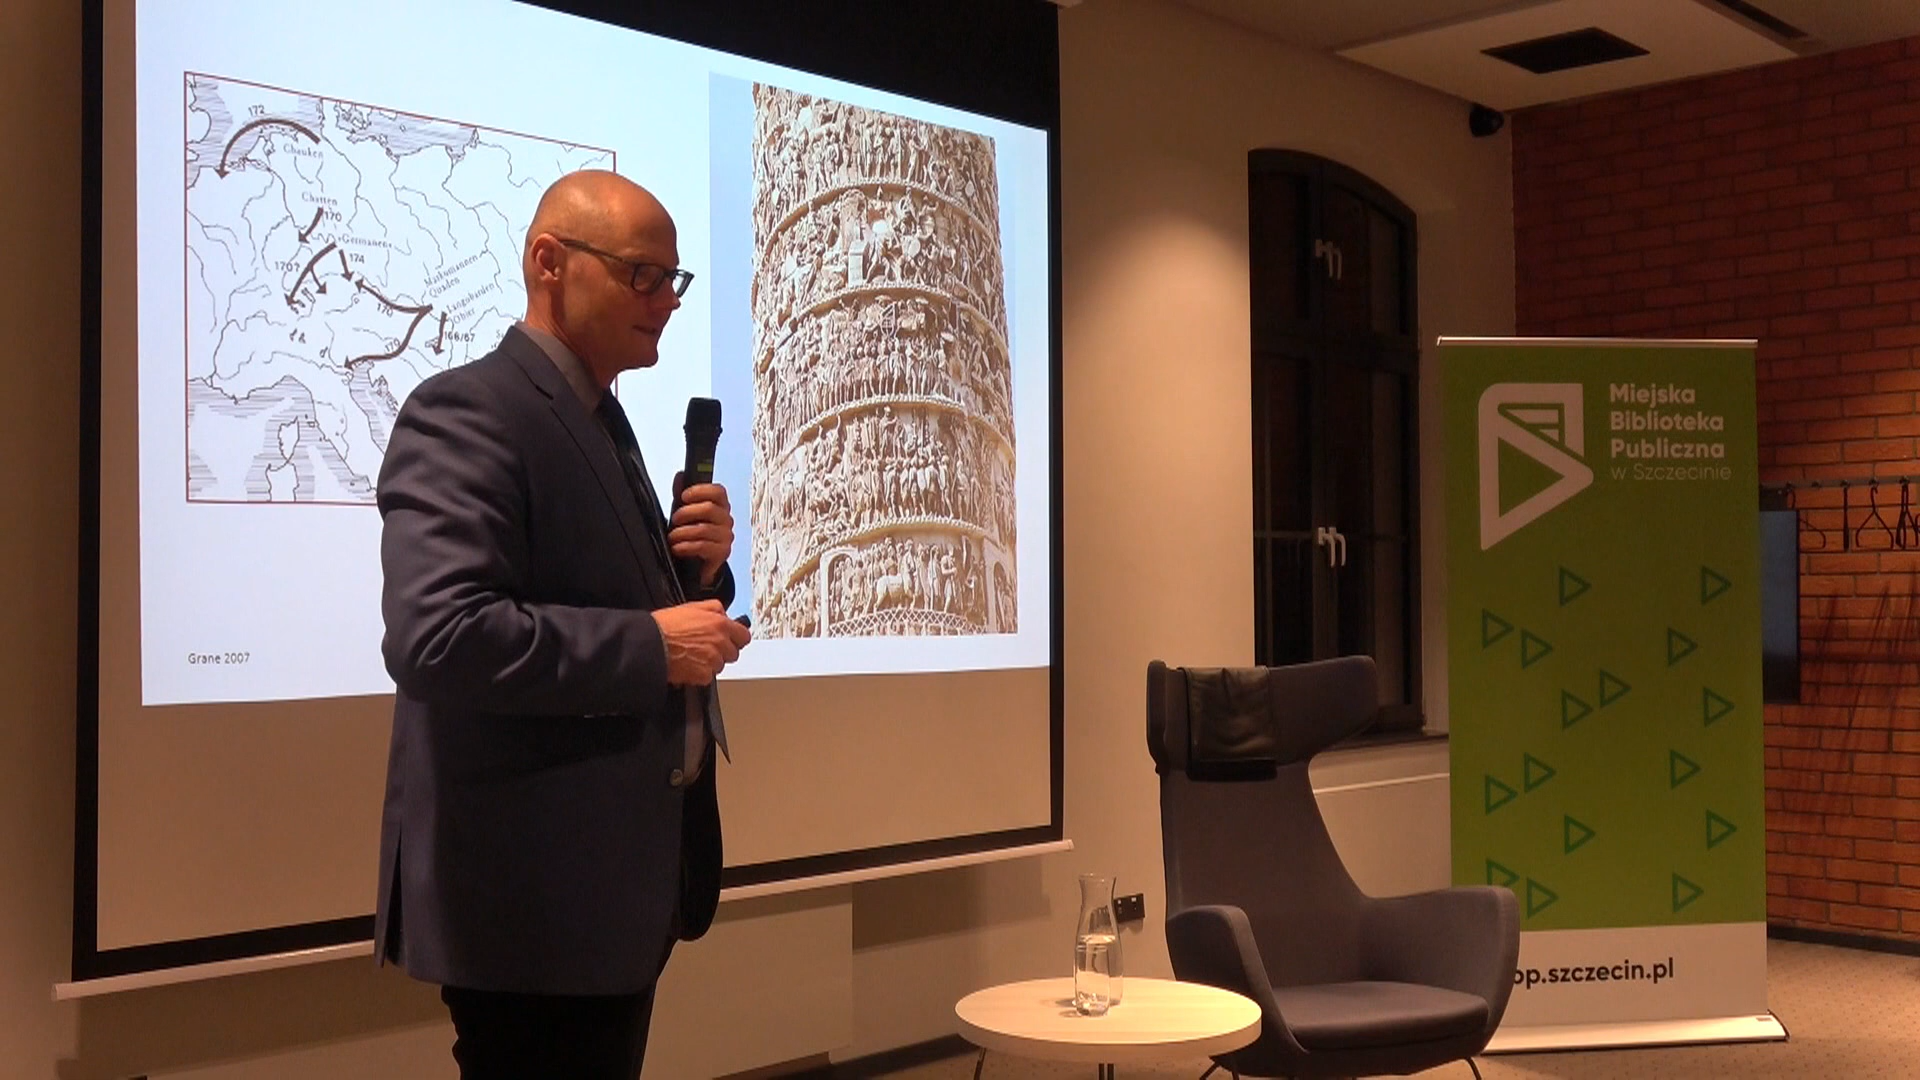 172
Chauken
Chatten
170
«Germanen»
170?
174
Markomannen
Quaden
Langobarden
Obier
170
166/67
170
Grane 2007
Miejska
Biblioteka
Publiczna
w Szczecinie
op.szczecin.pl